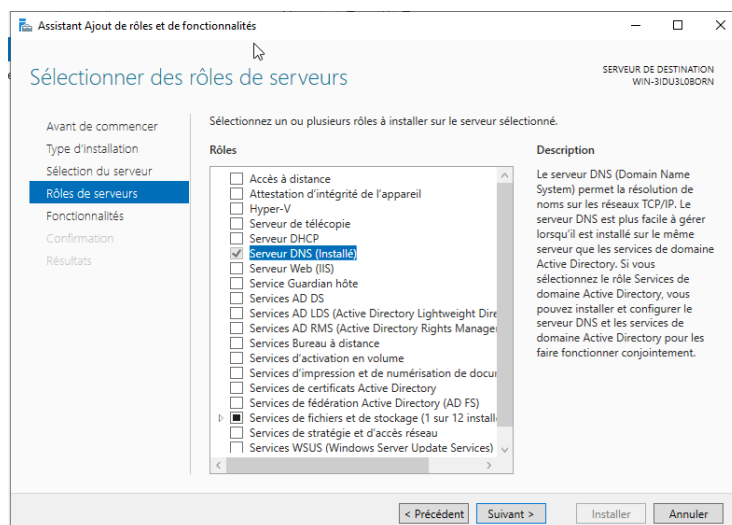 Assistant Ajout de rôles et de fonctionnalités
Sélectionner des rôles de serveurs
SERVEUR DE DESTINATION
WIN-3IDU3L0BORN
Avant de commencer
Type d'installation
Sélection du serveur
Rôles de serveurs
Fonctionnalités
Confirmation
Résultats
Sélectionnez un ou plusieurs rôles à installer sur le serveur sélectionné.
Rôles
Accès à distance
Attestation d'intégrité de l'appareil
Hyper-V
Serveur de télécopie
Serveur DHCP
Serveur DNS (Installé)
Serveur Web (IIS)
Service Guardian hôte
Services AD DS
Services AD LDS (Active Directory Lightweight Dire
Services AD RMS (Active Directory Rights Manage
Services Bureau à distance
Services d'activation en volume
Services d'impression et de numérisation de docu
Services de certificats Active Directory
Services de fédération Active Directory (AD FS)
Services de fichiers et de stockage (1 sur 12 install
Services de stratégie et d'accès réseau
Services WSUS (Windows Server Update Services)
Description
Le serveur DNS (Domain Name
System) permet la résolution de
noms sur les réseaux TCP/IP. Le
serveur DNS est plus facile à gérer
lorsqu'il est installé sur le même
serveur que les services de domaine
Active Directory. Si vous
sélectionnez le rôle Services de
domaine Active Directory, vous
pouvez installer et configurer le
serveur DNS et les services de
domaine Active Directory pour les
faire fonctionner conjointement.
< Précédent
Suivant >
Installer
Annuler